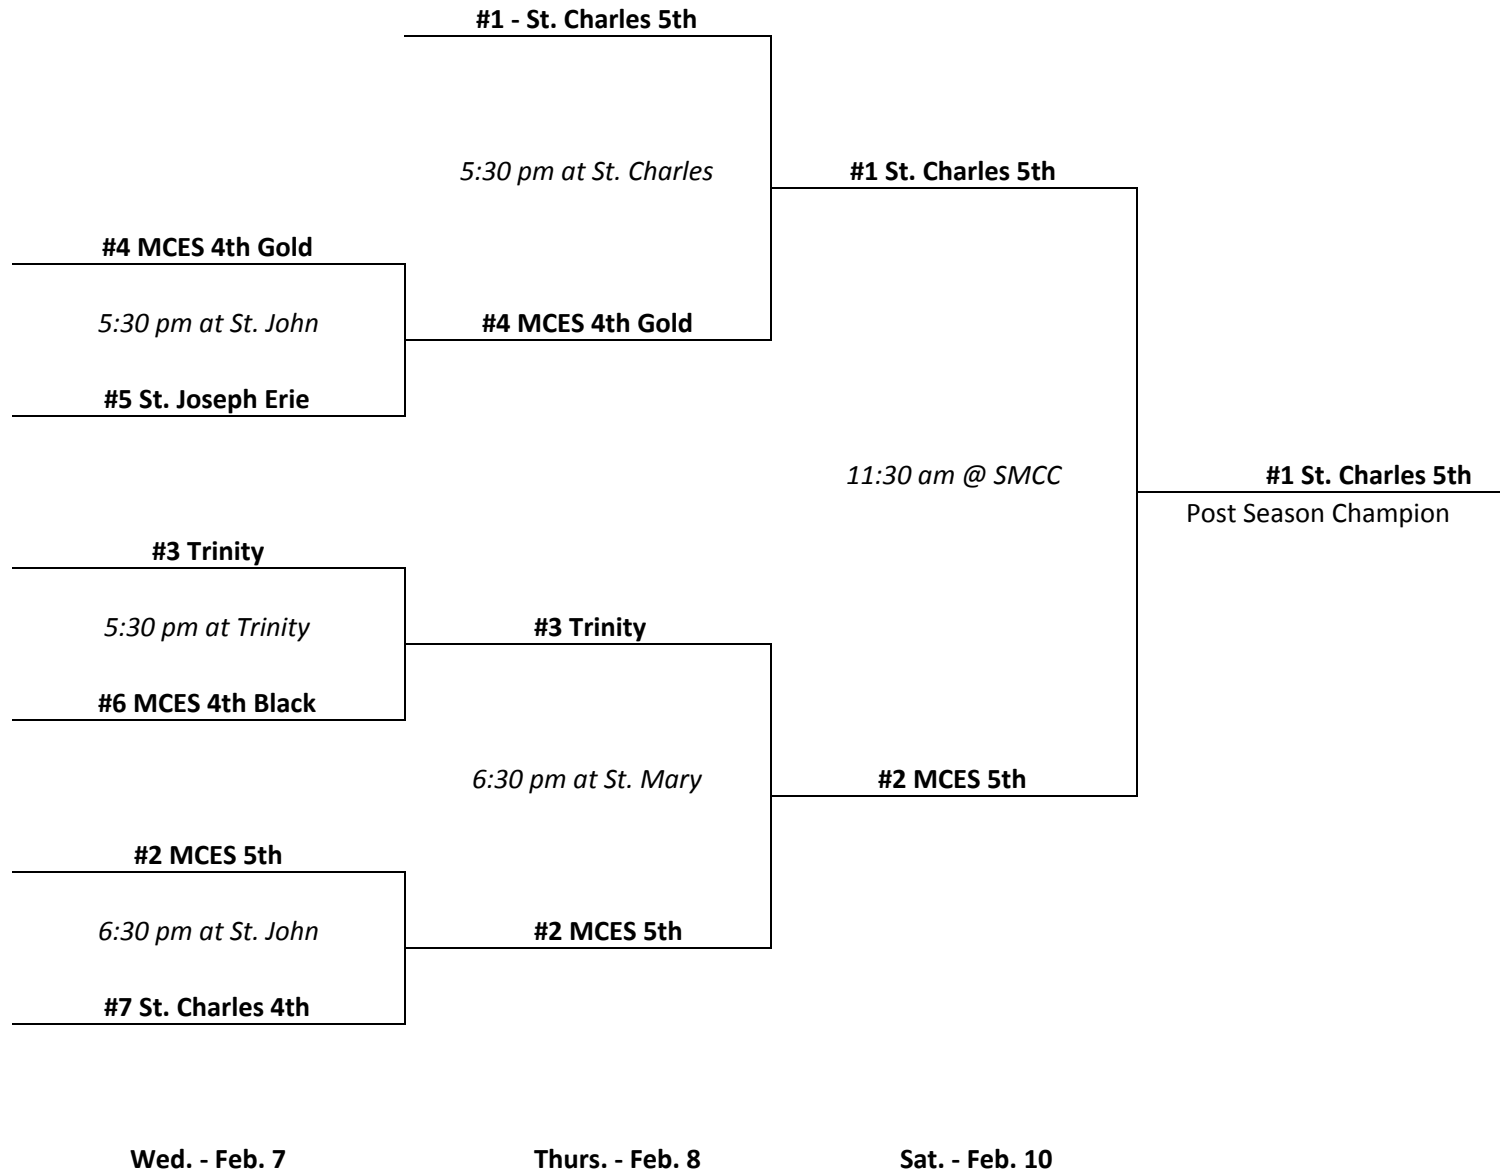 #1 - St. Charles 5th
5:30 pm at St. Charles
#1 St. Charles 5th
#4 MCES 4th Gold
5:30 pm at St. John
#4 MCES 4th Gold
#5 St. Joseph Erie
11:30 am @ SMCC
#1 St. Charles 5th
Post Season Champion
#3 Trinity
5:30 pm at Trinity
#3 Trinity
#6 MCES 4th Black
6:30 pm at St. Mary
#2 MCES 5th
#2 MCES 5th
6:30 pm at St. John
#2 MCES 5th
#7 St. Charles 4th
Wed. - Feb. 7
Thurs. - Feb. 8
Sat. - Feb. 10